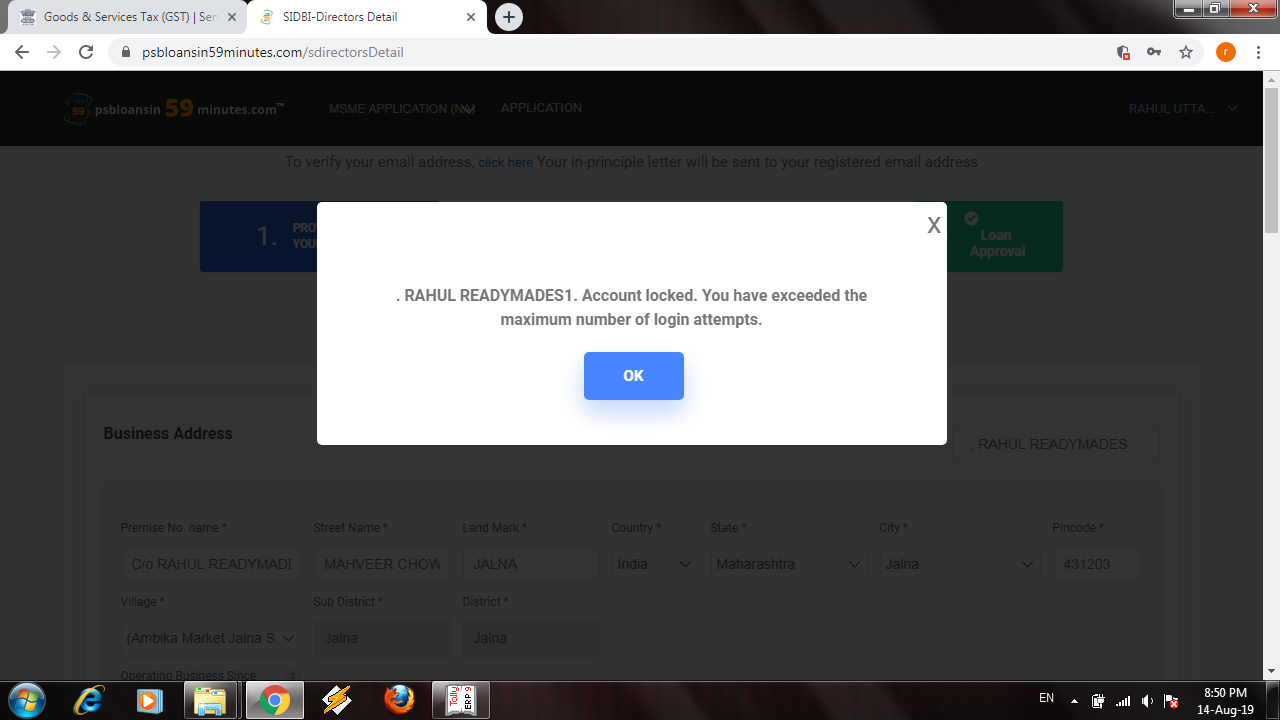 Goods & Services Tax (GST) | Ser
SIDBI-Directors Detail
psbloansin59minutes.com/sdirectorsDetail
r
59 psbloansin 59 minutes.com™
MSME APPLICATION (N
APPLICATION
RAHUL UTTA...
To verify your email address, click here Your in-principle letter will be sent to your registered email address
1.
PRO
YOU
Loan
Approval
X
. RAHUL READYMADES1. Account locked. You have exceeded the
maximum number of login attempts.
OK
Business Address
. RAHUL READYMADES
Premise No. name * Street Name * Land Mark * Country * State * City * Pincode *
C/o RAHUL READYMADE MAHVEER CHOW JALNA India Maharashtra Jalna 431203
Village * Sub District * District *
(Ambika Market Jalna S. Jalna Jalna
Operating Business Since ?
Tally
ERP 9
EN
8:50 PM
14-Aug-19